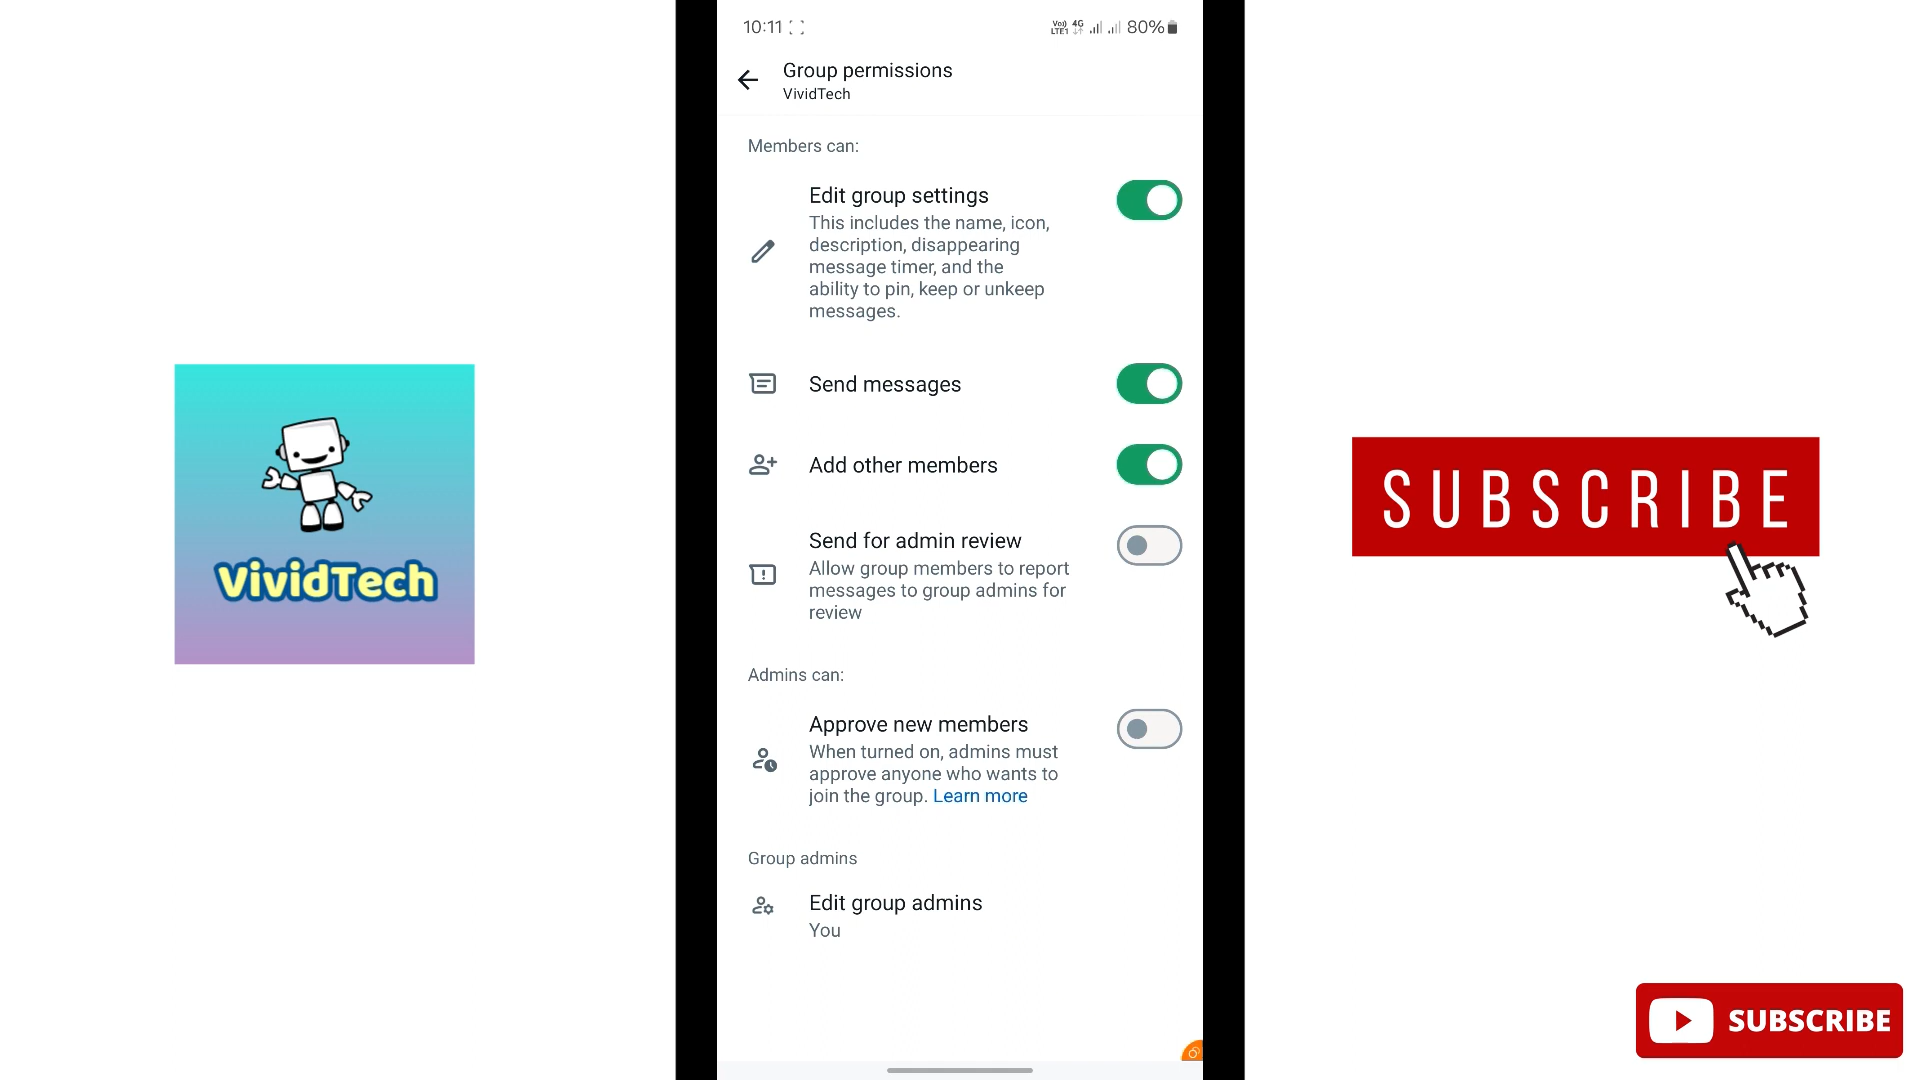 10:11
Vo)) LTE1 4G 80%
Group permissions
VividTech
Members can:
Edit group settings
This includes the name, icon,
description, disappearing
message timer, and the
ability to pin, keep or unkeep
messages.
Send messages
Add other members
Send for admin review
Allow group members to report
messages to group admins for
review
Admins can:
Approve new members
When turned on, admins must
approve anyone who wants to
join the group. Learn more
Group admins
Edit group admins
You
VividTech
SUBSCRIBE
SUBSCRIBE